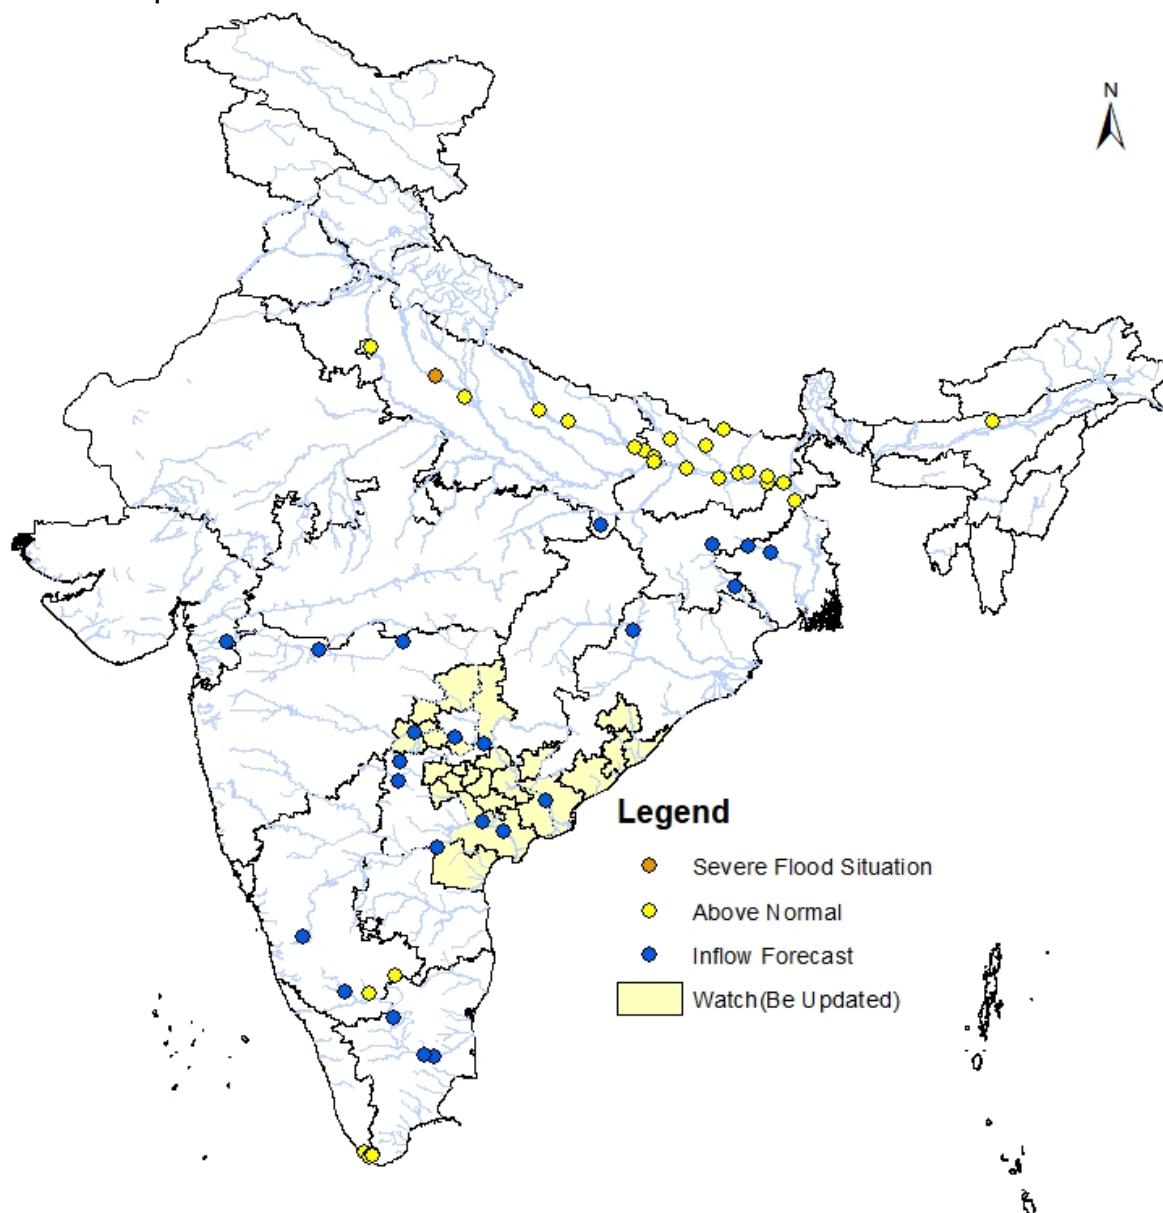 N
Legend
Severe Flood Situation
Above Normal
Inflow Forecast
Watch(Be Updated)